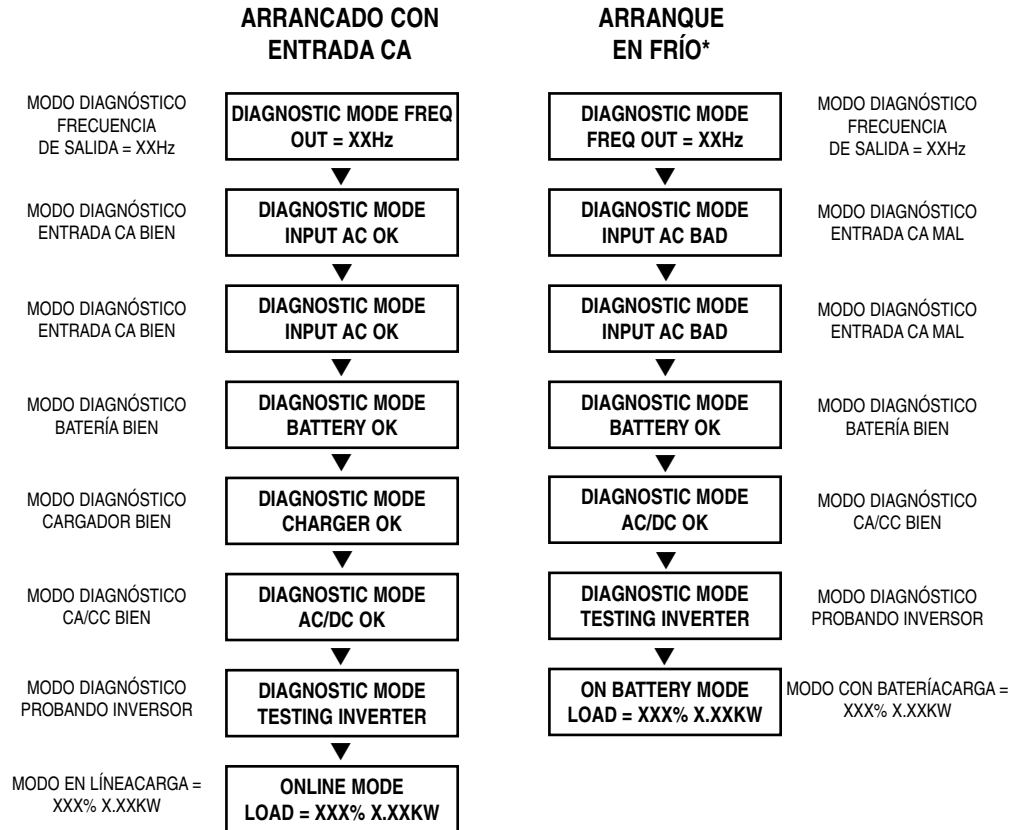 ARRANCADO CON
ENTRADA CA
ARRANQUE
EN FRÍO*
MODO DIAGNÓSTICO
FRECUENCIA
DE SALIDA = XXHz
DIAGNOSTIC MODE FREQ
OUT = XXHz
DIAGNOSTIC MODE
FREQ OUT = XXHz
MODO DIAGNÓSTICO
FRECUENCIA
DE SALIDA = XXHz
MODO DIAGNÓSTICO
ENTRADA CA BIEN
DIAGNOSTIC MODE
INPUT AC OK
DIAGNOSTIC MODE
INPUT AC BAD
MODO DIAGNÓSTICO
ENTRADA CA MAL
MODO DIAGNÓSTICO
ENTRADA CA BIEN
DIAGNOSTIC MODE
INPUT AC OK
DIAGNOSTIC MODE
INPUT AC BAD
MODO DIAGNÓSTICO
ENTRADA CA MAL
MODO DIAGNÓSTICO
BATERÍA BIEN
DIAGNOSTIC MODE
BATTERY OK
DIAGNOSTIC MODE
BATTERY OK
MODO DIAGNÓSTICO
BATERÍA BIEN
MODO DIAGNÓSTICO
CARGADOR BIEN
DIAGNOSTIC MODE
CHARGER OK
DIAGNOSTIC MODE
AC/DC OK
MODO DIAGNÓSTICO
CA/CC BIEN
MODO DIAGNÓSTICO
CA/CC BIEN
DIAGNOSTIC MODE
AC/DC OK
DIAGNOSTIC MODE
TESTING INVERTER
MODO DIAGNÓSTICO
PROBANDO INVERSOR
MODO DIAGNÓSTICO
PROBANDO INVERSOR
DIAGNOSTIC MODE
TESTING INVERTER
ON BATTERY MODE
LOAD = XXX% X.XXKW
MODO CON BATERÍACARGA =
XXX% X.XXKW
MODO EN LÍNEACARGA =
XXX% X.XXKW
ONLINE MODE
LOAD = XXX% X.XXKW